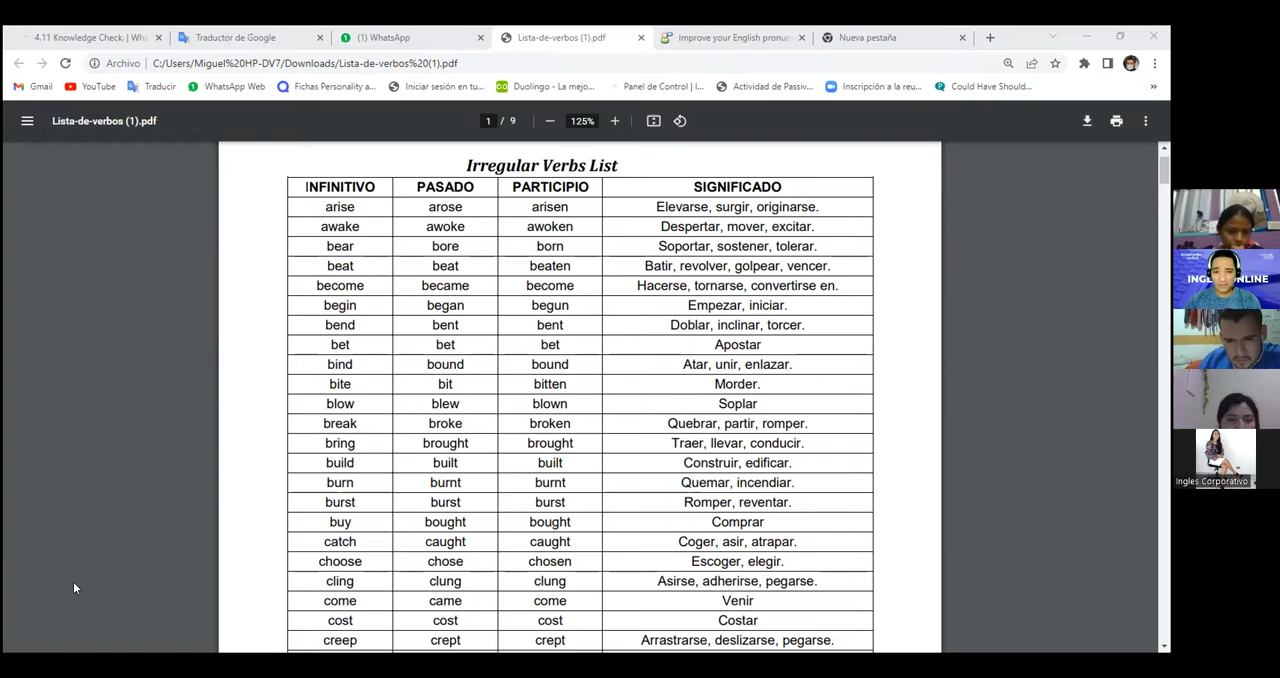 4.11 Knowledge Check. | Wha
Traductor de Google
(1) WhatsApp
Lista-de-verbos (1).pdf
Improve your English pronun
Nueva pestaña
Archivo C:/Users/Miguel%20HP-DV7/Downloads/Lista-de-verbos%20(1).pdf
Gmail YouTube Traducir WhatsApp Web Fichas Personality a... Iniciar sesión en tu... Duolingo - La mejo... Panel de Control | I... Actividad de Passiv... Inscripción a la reu... Could Have Should... »
Lista-de-verbos (1).pdf 1 / 9 — 125% +
Irregular Verbs List
INFINITIVO PASADO PARTICIPIO SIGNIFICADO
arise arose arisen Elevarse, surgir, originarse.
awake awoke awoken Despertar, mover, excitar.
bear bore born Soportar, sostener, tolerar.
beat beat beaten Batir, revolver, golpear, vencer.
become became become Hacerse, tornarse, convertirse en.
begin began begun Empezar, iniciar.
bend bent bent Doblar, inclinar, torcer.
bet bet bet Apostar
bind bound bound Atar, unir, enlazar.
bite bit bitten Morder.
blow blew blown Soplar
break broke broken Quebrar, partir, romper.
bring brought brought Traer, llevar, conducir.
build built built Construir, edificar.
burn burnt burnt Quemar, incendiar.
burst burst burst Romper, reventar.
buy bought bought Comprar
catch caught caught Coger, asir, atrapar.
choose chose chosen Escoger, elegir.
cling clung clung Asirse, adherirse, pegarse.
come came come Venir
cost cost cost Costar
creep crept crept Arrastrarse, deslizarse, pegarse.
ONLINE
Ingles Corporativo